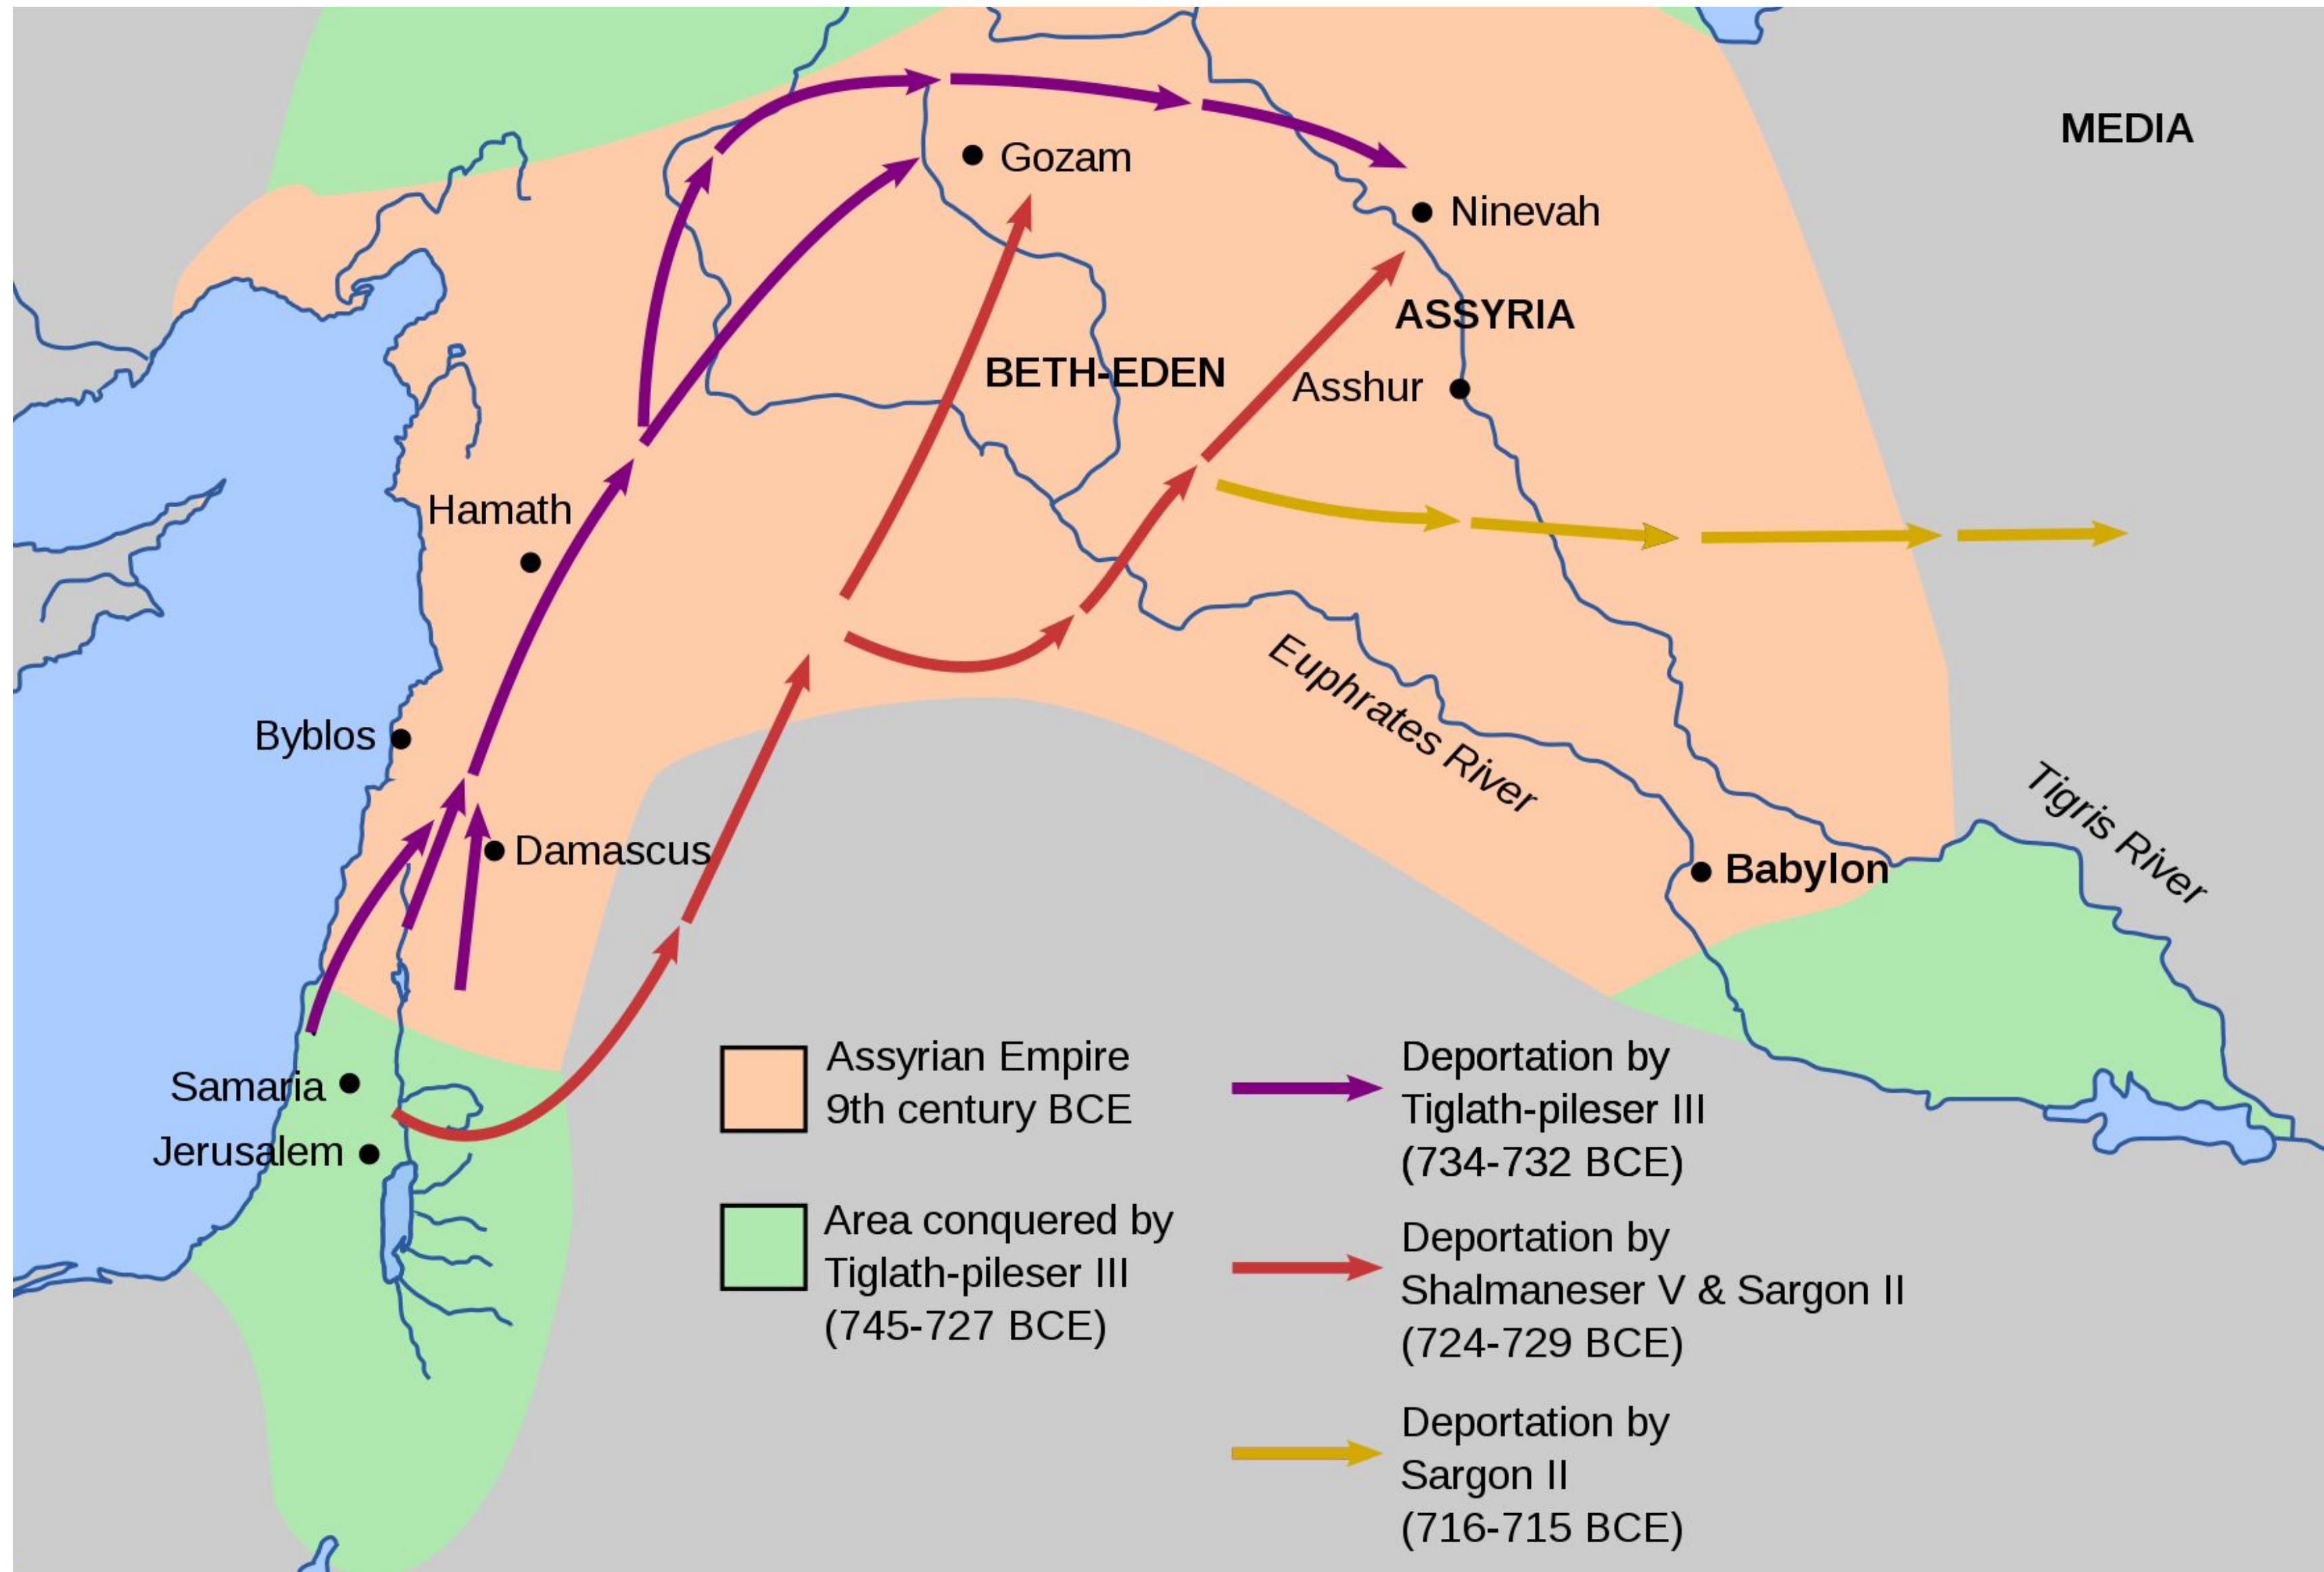 MEDIA
Gozam
Ninevah
ASSYRIA
BETH-EDEN
Asshur
Hamath
Euphrates River
Byblos
Tigris River
Damascus
Babylon
Samaria
Jerusalem
Assyrian Empire
9th century BCE
Area conquered by
Tiglath-pileser III
(745-727 BCE)
Deportation by
Tiglath-pileser III
(734-732 BCE)
Deportation by
Shalmaneser V & Sargon II
(724-729 BCE)
Deportation by
Sargon II
(716-715 BCE)